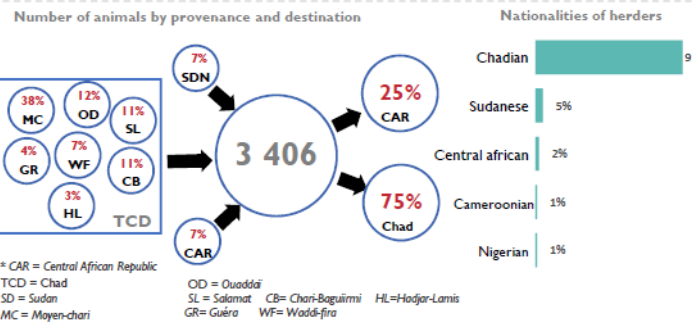 Number of animals by provenance and destination
Nationalities of herders
7%
SDN
38%
MC
12%
OD
11%
SL
4%
GR
7%
WF
11%
CB
3%
HL
TCD
3 406
25%
CAR
75%
Chad
7%
CAR
Chadian 9
Sudanese 5%
Central african 2%
Cameroonian 1%
Nigerian 1%
* CAR = Central African Republic
TCD = Chad
SD = Sudan
MC = Moyen-chari
OD = Ouaddaï
SL = Salamat CB= Chari-Baguiirmi HL=Hadjar-Lamis
GR= Guéra WF= Waddi-fira